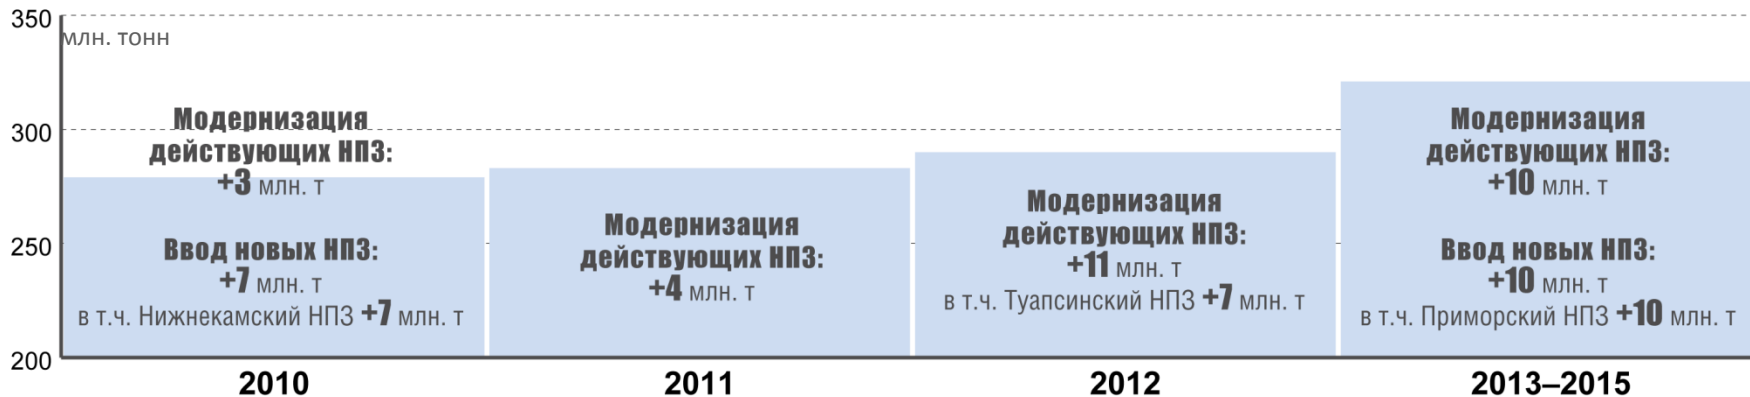 350
млн. тонн
300
250
200
Модернизация
действующих НПЗ:
+3 млн. т
Ввод новых НПЗ:
+7 млн. т
в т.ч. Нижнекамский НПЗ +7 млн. т
Модернизация
действующих НПЗ:
+4 млн. т
Модернизация
действующих НПЗ:
+11 млн. т
в т.ч. Туапсинский НПЗ +7 млн. т
Модернизация
действующих НПЗ:
+10 млн. т
Ввод новых НПЗ:
+10 млн. т
в т.ч. Приморский НПЗ +10 млн. т
2010
2011
2012
2013–2015